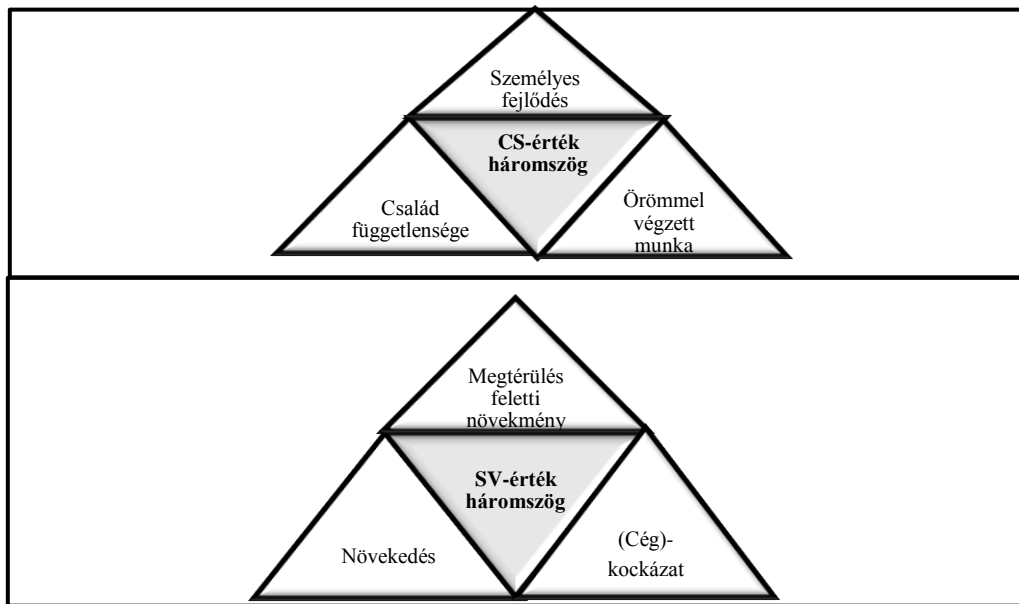 Személyes
fejlődés
CS-érték
háromszög
Család
függetlensége
Örömmel
végzett
munka
Megtérülés
feletti
növekmény
SV-érték
háromszög
Növekedés
(Cég)-
kockázat